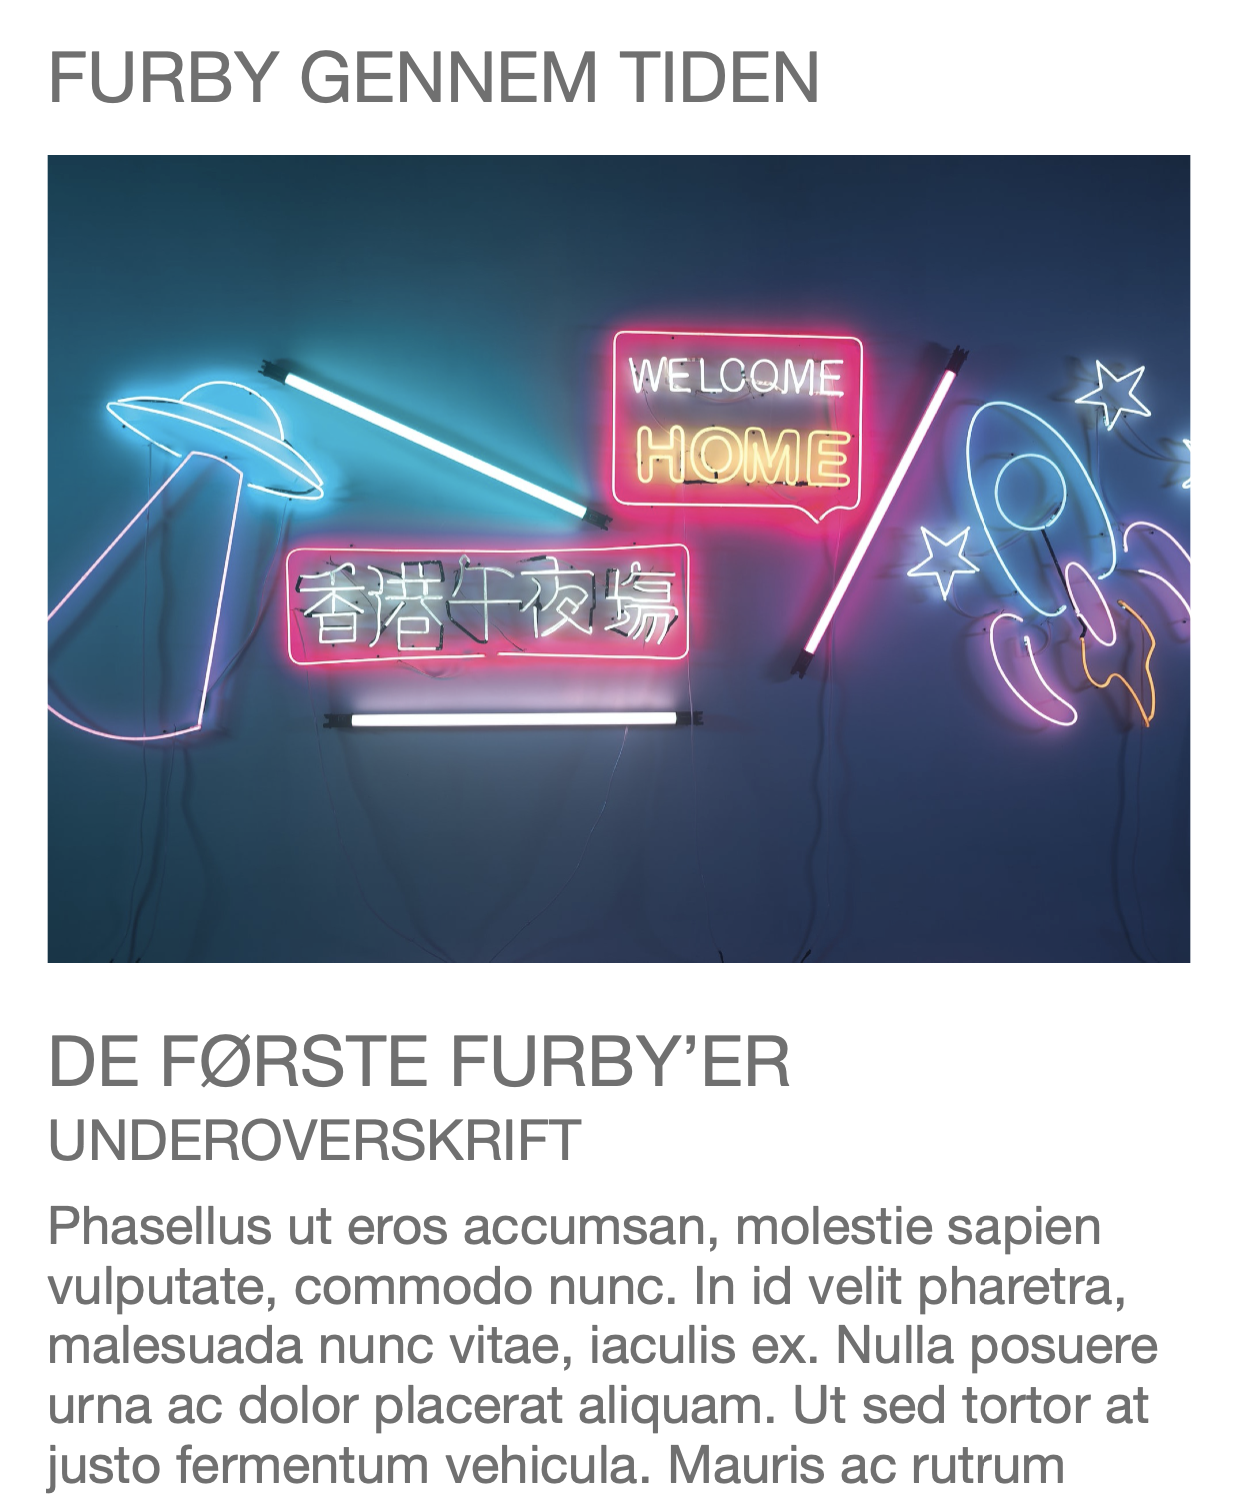 FURBY GENNEM TIDEN
WELCOME
HOME
香港午夜場
DE FØRSTE FURBY’ER
UNDEROVERSKRIFT
Phasellus ut eros accumsan, molestie sapien
vulputate, commodo nunc. In id velit pharetra,
malesuada nunc vitae, iaculis ex. Nulla posuere
urna ac dolor placerat aliquam. Ut sed tortor at
justo fermentum vehicula. Mauris ac rutrum